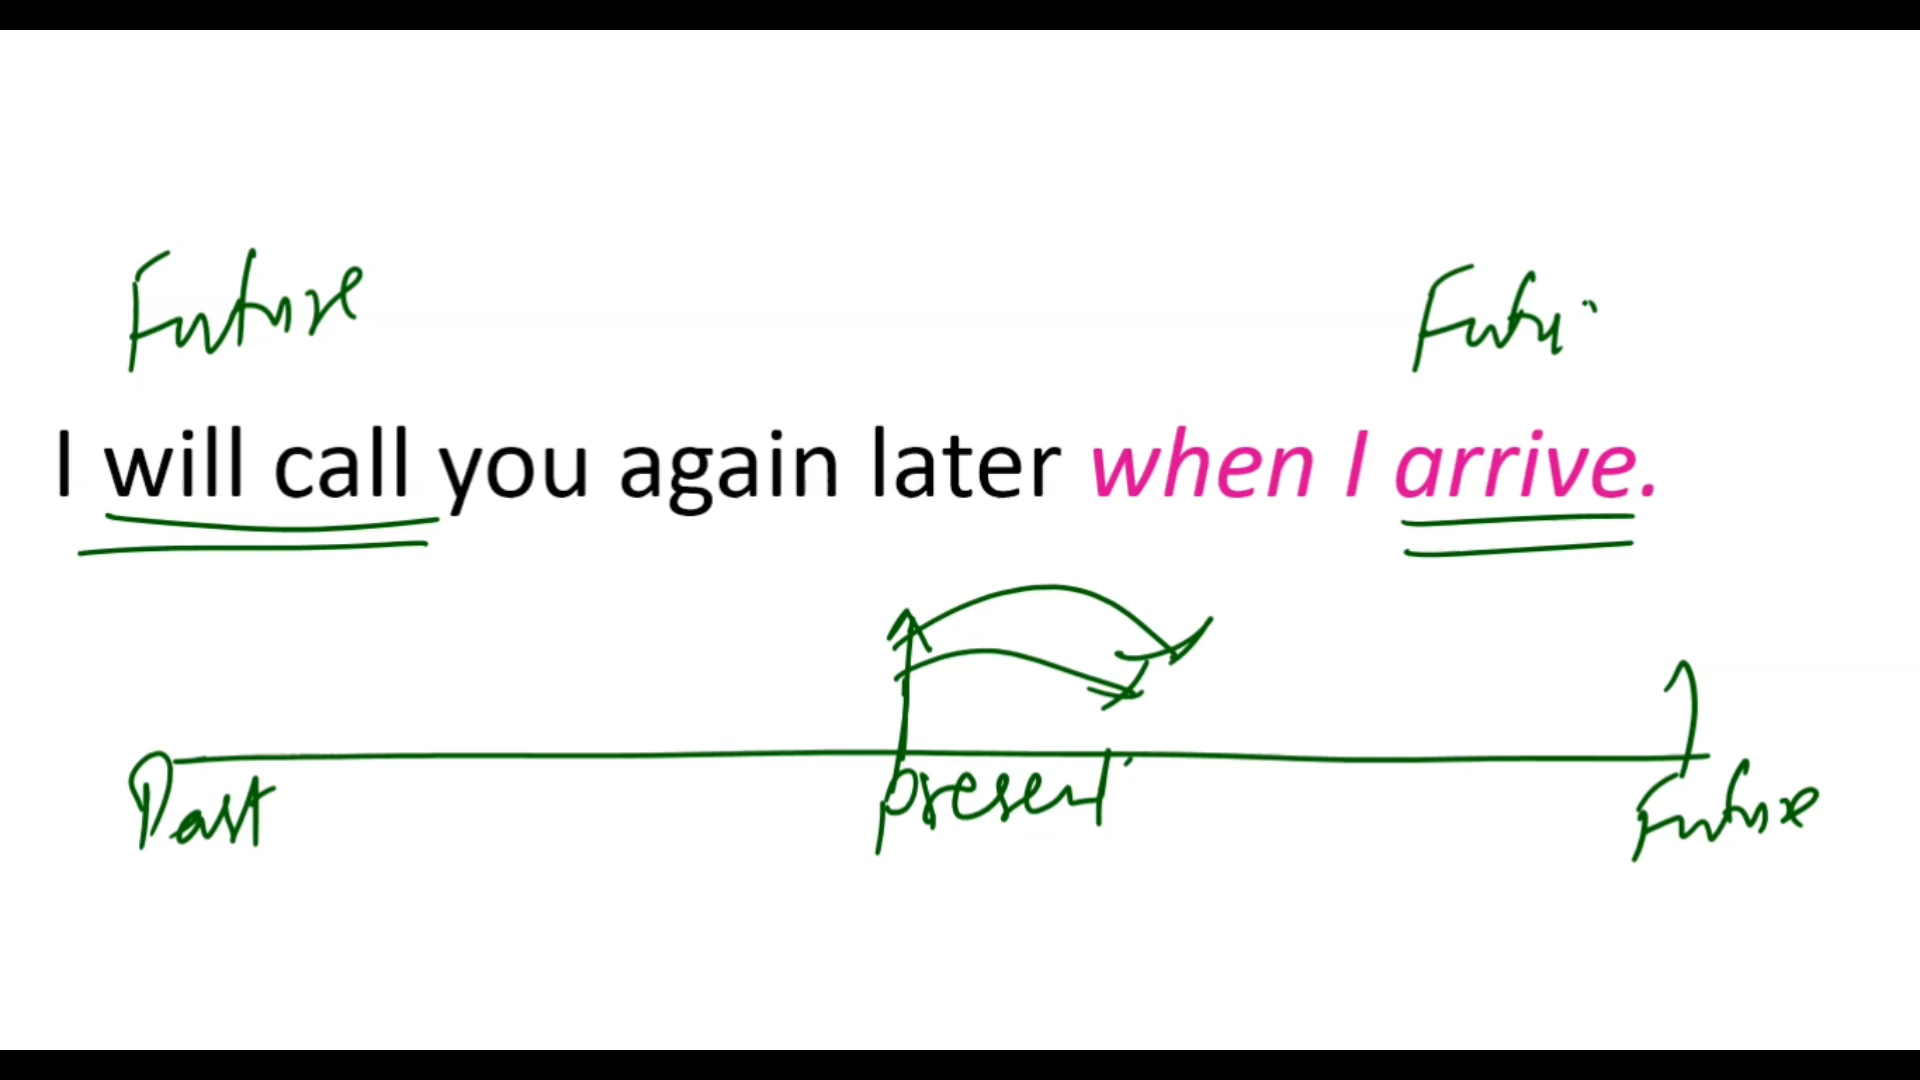 Future Futu
I will call you again later when I arrive.
Past present Future